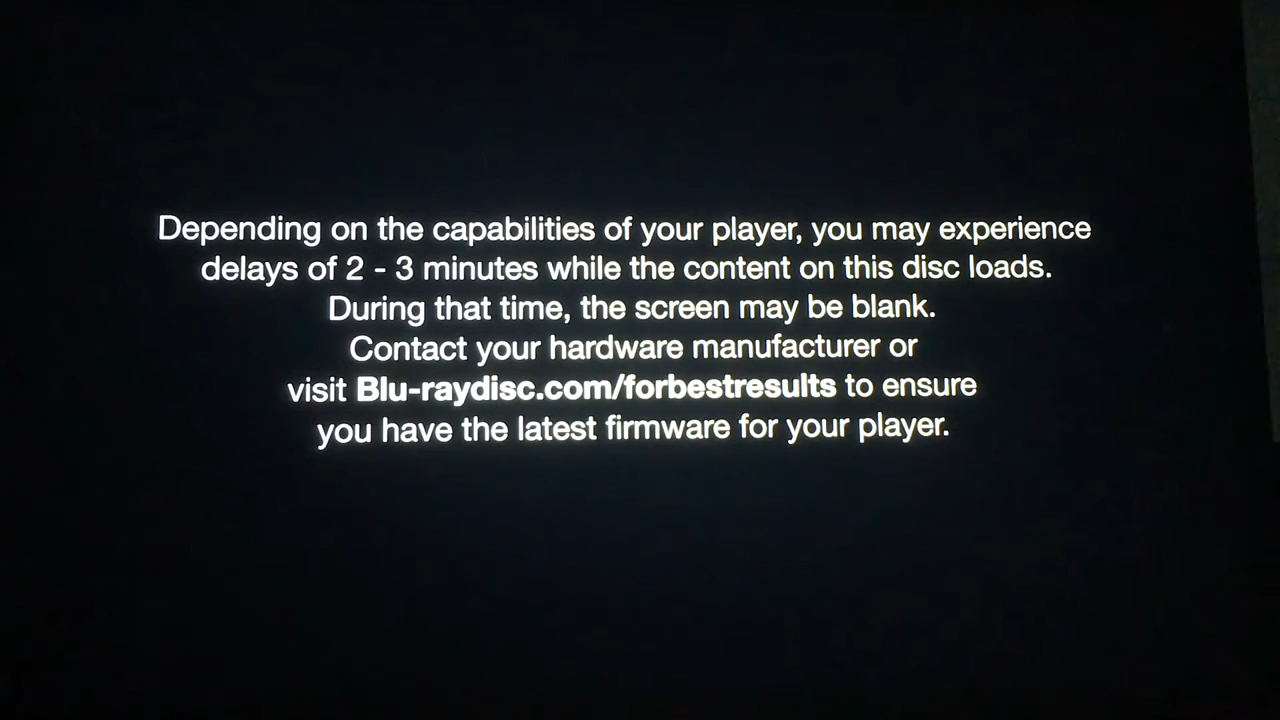 Depending on the capabilities of your player, you may experience
delays of 2 - 3 minutes while the content on this disc loads.
During that time, the screen may be blank.
Contact your hardware manufacturer or
visit Blu-raydisc.com/forbestresults to ensure
you have the latest firmware for your player.